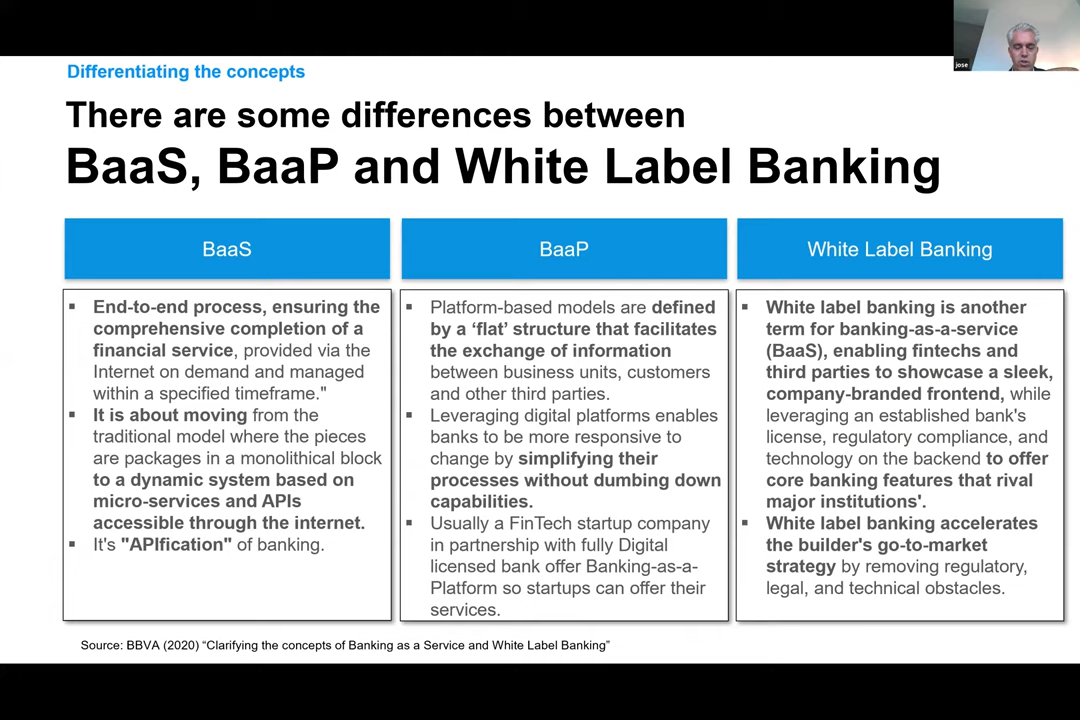 jose
Differentiating the concepts
There are some differences between
BaaS, BaaP and White Label Banking
BaaS
▪ End-to-end process, ensuring the
comprehensive completion of a
financial service, provided via the
Internet on demand and managed
within a specified timeframe."
▪ It is about moving from the
traditional model where the pieces
are packages in a monolithical block
to a dynamic system based on
micro-services and APIs
accessible through the internet.
▪ It's "APIfication" of banking.
BaaP
▪ Platform-based models are defined
by a ‘flat’ structure that facilitates
the exchange of information
between business units, customers
and other third parties.
▪ Leveraging digital platforms enables
banks to be more responsive to
change by simplifying their
processes without dumbing down
capabilities.
▪ Usually a FinTech startup company
in partnership with fully Digital
licensed bank offer Banking-as-a-
Platform so startups can offer their
services.
White Label Banking
▪ White label banking is another
term for banking-as-a-service
(BaaS), enabling fintechs and
third parties to showcase a sleek,
company-branded frontend, while
leveraging an established bank's
license, regulatory compliance, and
technology on the backend to offer
core banking features that rival
major institutions'.
▪ White label banking accelerates
the builder's go-to-market
strategy by removing regulatory,
legal, and technical obstacles.
Source: BBVA (2020) “Clarifying the concepts of Banking as a Service and White Label Banking”